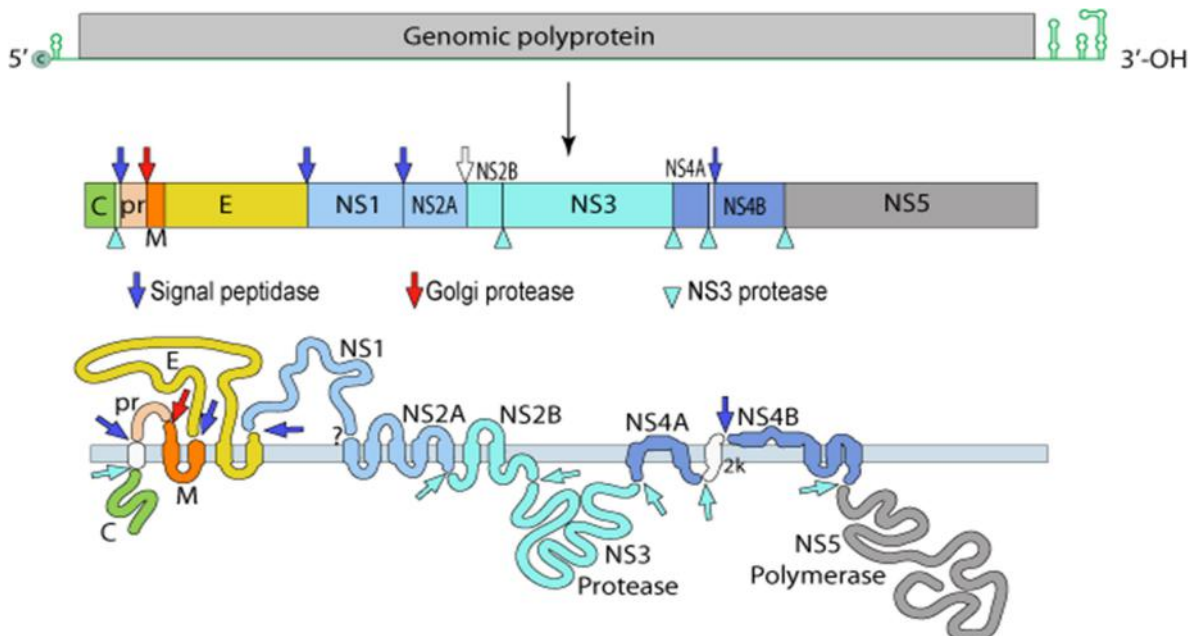 Genomic polyprotein
5′ C 3′-OH
NS2B NS4A
C pr E NS1 NS2A NS3 NS4B NS5
M
Signal peptidase Golgi protease NS3 protease
NS1
E
pr NS2A NS2B NS4A NS4B
?
2k
M
C
NS3
Protease
NS5
Polymerase